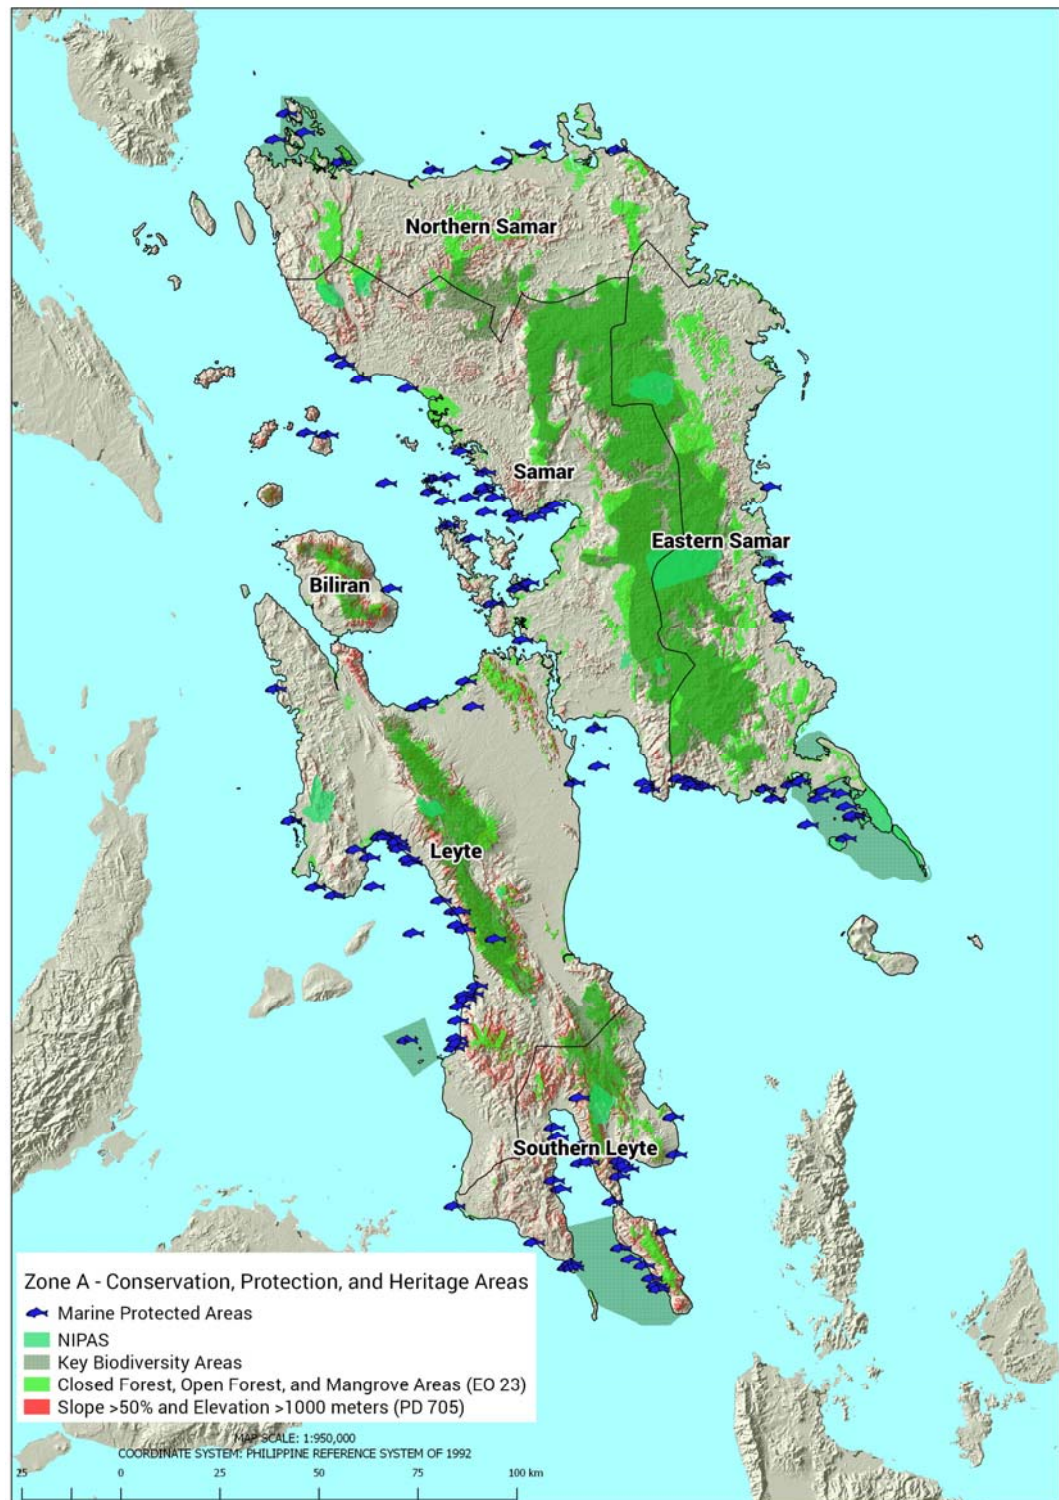 Northern Samar
Samar
Eastern Samar
Biliran
Leyte
Southern Leyte
Zone A - Conservation, Protection, and Heritage Areas
Marine Protected Areas
NIPAS
Key Biodiversity Areas
Closed Forest, Open Forest, and Mangrove Areas (EO 23)
Slope >50% and Elevation >1000 meters (PD 705)
MAP SCALE: 1:950,000
COORDINATE SYSTEM: PHILIPPINE REFERENCE SYSTEM OF 1992
25 0 25 50 75 100 km